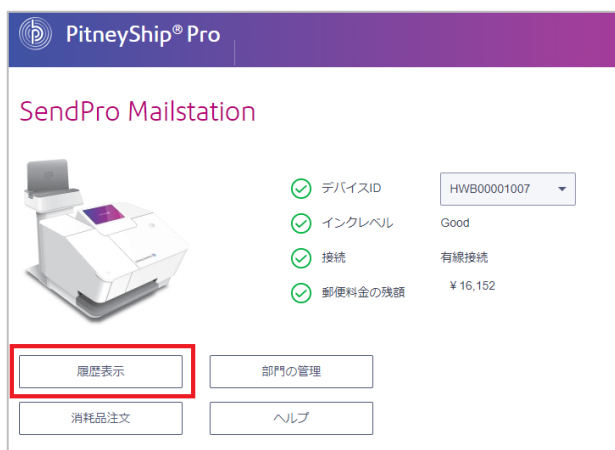 PitneyShip® Pro
SendPro Mailstation
デバイスID HWB00001007
インクレベル Good
接続 有線接続
郵便料金の残額 ¥16,152
履歴表示 部門の管理
消耗品注文 ヘルプ